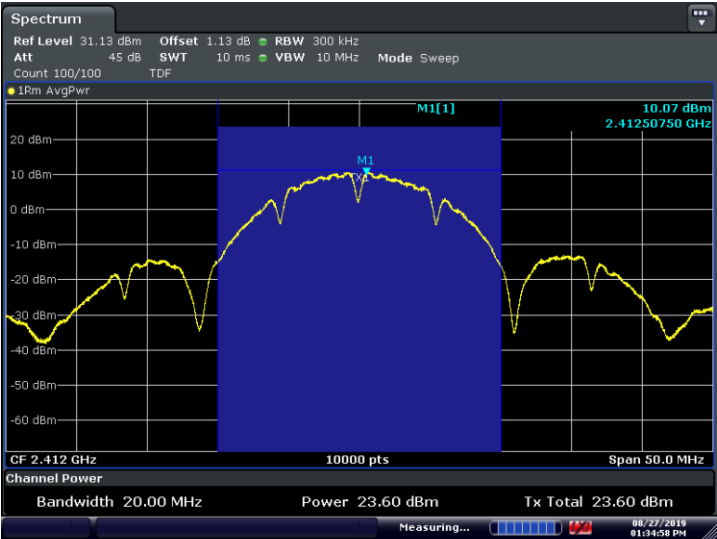 Spectrum
Ref Level 31.13 dBm Offset 1.13 dB RBW 300 kHz
Att 45 dB SWT 10 ms VBW 10 MHz Mode Sweep
Count 100/100 TDF
1Rm AvgPwr
M1[1] 10.07 dBm
2.41250750 GHz
20 dBm
M1
10 dBm
0 dBm
-10 dBm
-20 dBm
-30 dBm
-40 dBm
-50 dBm
-60 dBm
CF 2.412 GHz 10000 pts Span 50.0 MHz
Channel Power
Bandwidth 20.00 MHz Power 23.60 dBm Tx Total 23.60 dBm
Measuring... 08/27/2019
01:34:58 PM